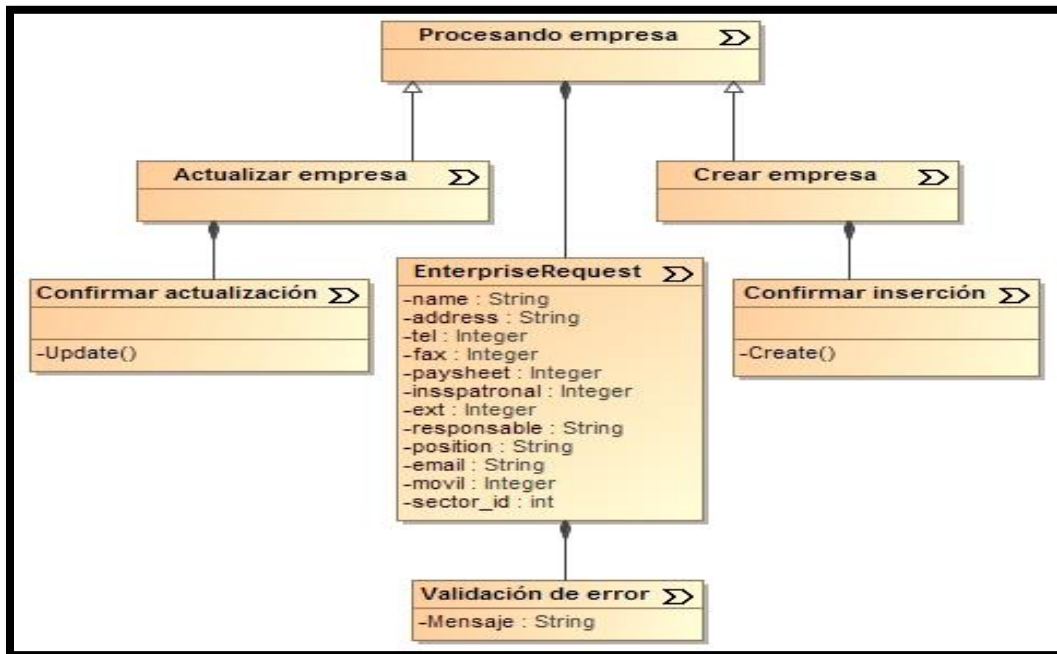 Procesando empresa
Actualizar empresa
Crear empresa
Confirmar actualización
-Update()
EnterpriseRequest
-name : String
-address : String
-tel : Integer
-fax : Integer
-paysheet : Integer
-insspatronal : Integer
-ext : Integer
-responsable : String
-position : String
-email : String
-movil : Integer
-sector_id : int
Confirmar inserción
-Create()
Validación de error
-Mensaje : String